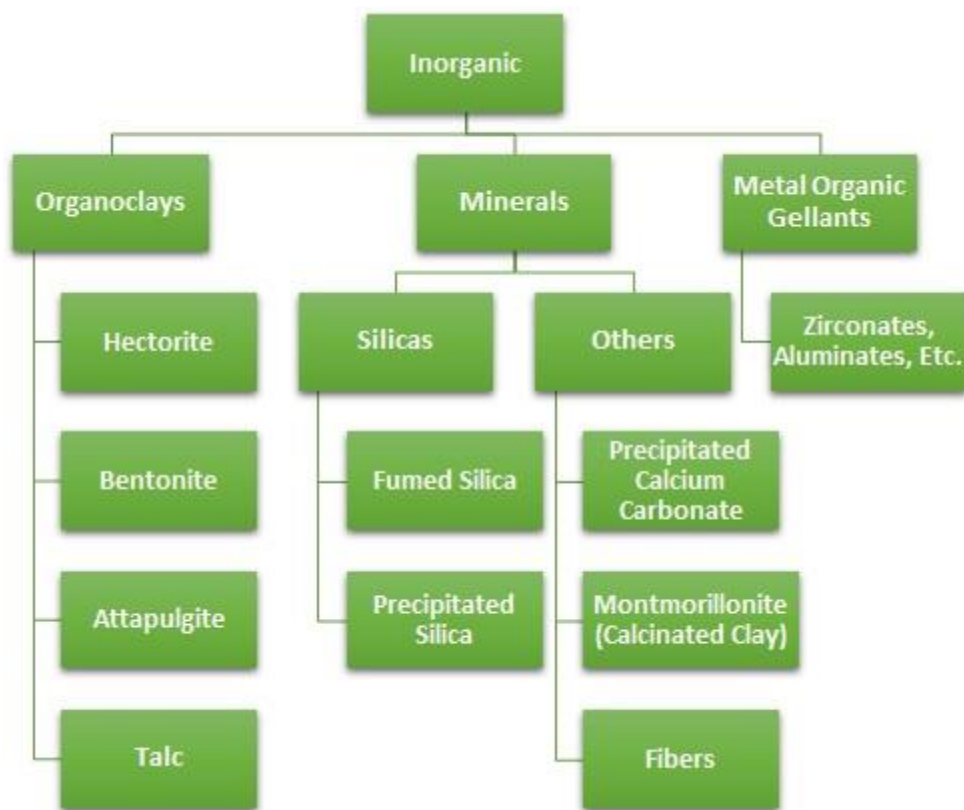 Inorganic
Organoclays
Minerals
Metal Organic
Gellants
Hectorite
Silicas
Others
Zirconates,
Aluminates, Etc.
Bentonite
Fumed Silica
Precipitated
Calcium
Carbonate
Attapulgite
Precipitated
Silica
Montmorillonite
(Calcinated Clay)
Talc
Fibers